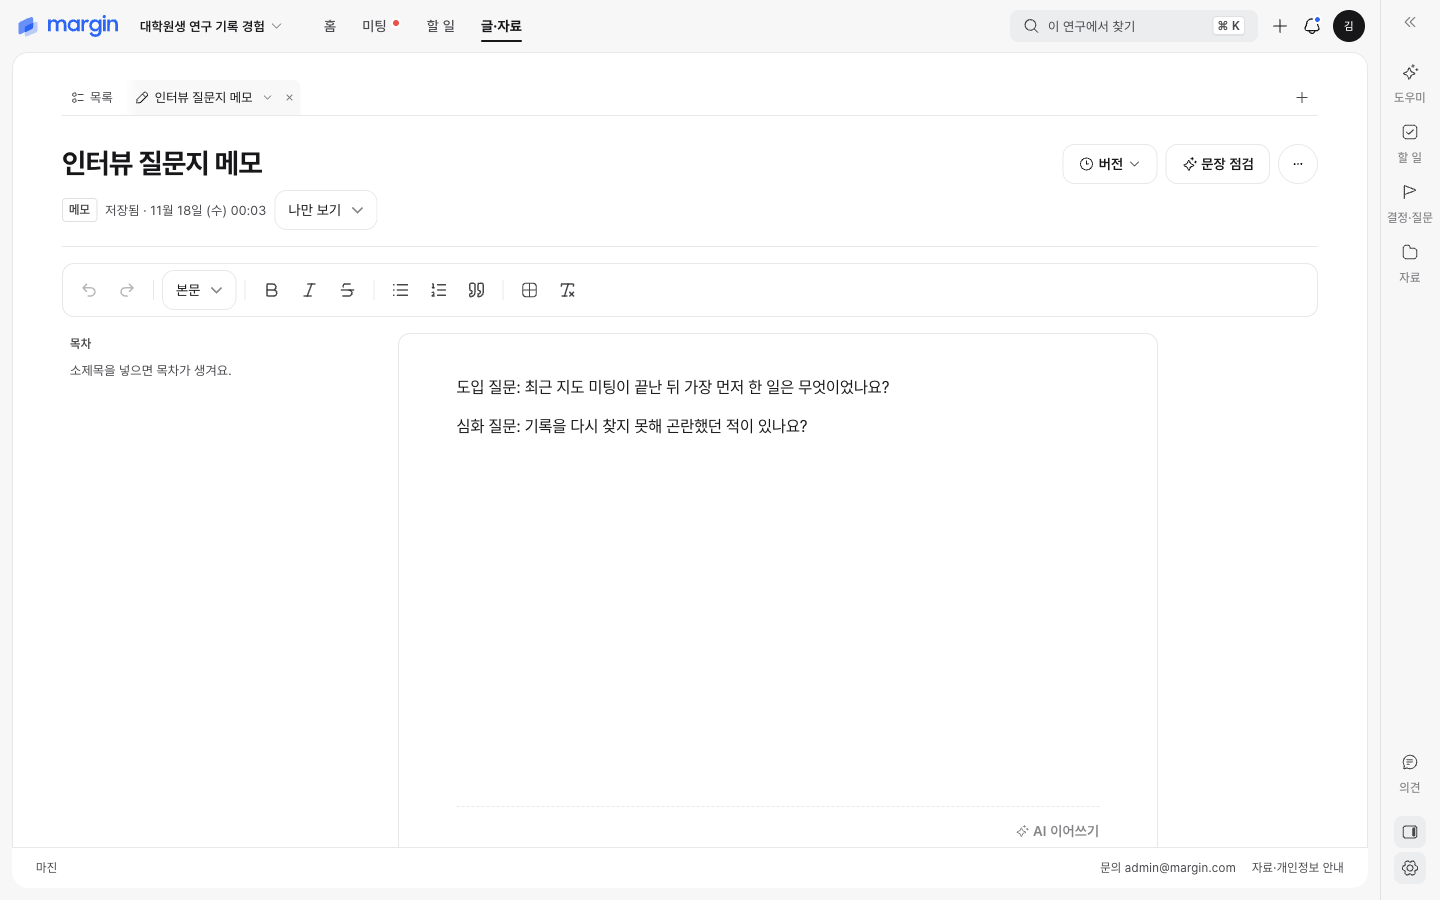 margin
대학원생 연구 기록 경험
홈
미팅
할 일
글·자료
이 연구에서 찾기
⌘ K
김
목록
인터뷰 질문지 메모
인터뷰 질문지 메모
버전
문장 점검
메모
저장됨 · 11월 18일 (수) 00:03
나만 보기
본문
목차
소제목을 넣으면 목차가 생겨요.
도입 질문: 최근 지도 미팅이 끝난 뒤 가장 먼저 한 일은 무엇이었나요?
심화 질문: 기록을 다시 찾지 못해 곤란했던 적이 있나요?
AI 이어쓰기
마진
문의 admin@margin.com
자료·개인정보 안내
도우미
할 일
결정·질문
자료
의견